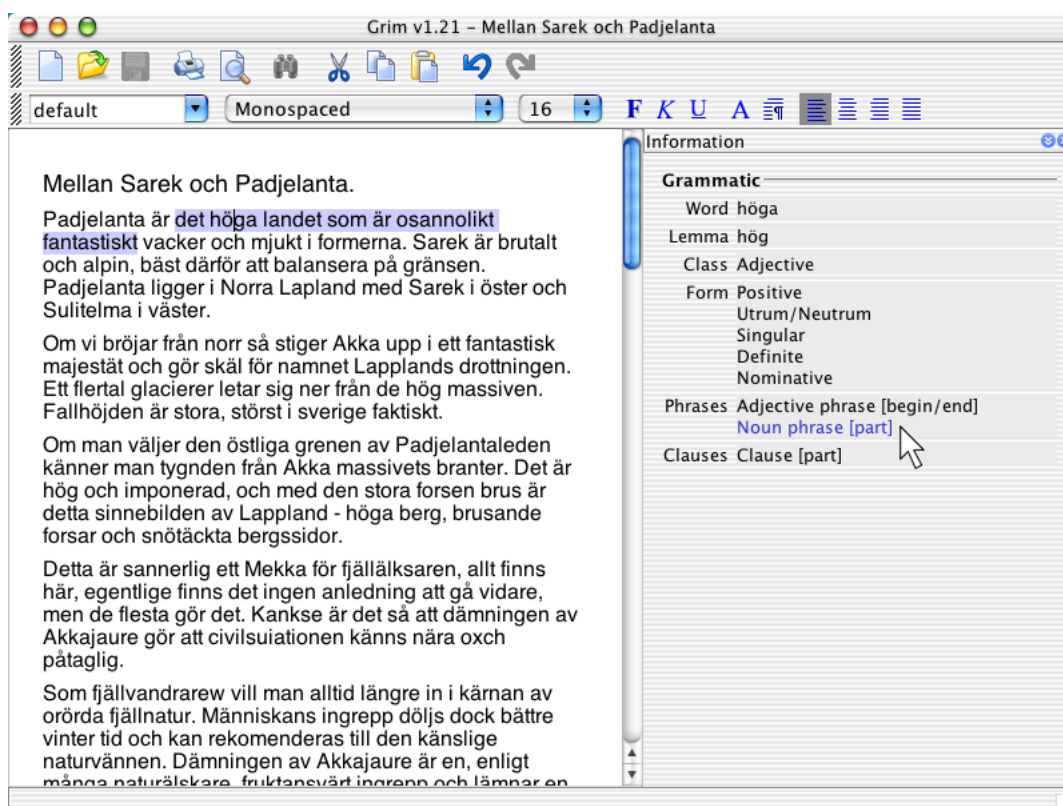 Grim v1.21 – Mellan Sarek och Padjelanta
default Monospaced 16 F K U A
Information
Mellan Sarek och Padjelanta.
Padjelanta är det höga landet som är osannolikt
fantastiskt vacker och mjukt i formerna. Sarek är brutalt
och alpin, bäst därför att balansera på gränsen.
Padjelanta ligger i Norra Lapland med Sarek i öster och
Sulitelma i väster.
Om vi bröjar från norr så stiger Akka upp i ett fantastisk
majestät och gör skäl för namnet Lapplands drottningen.
Ett flertal glacierer letar sig ner från de hög massiven.
Fallhöjden är stora, störst i sverige faktiskt.
Om man väljer den östliga grenen av Padjelantaleden
känner man tygnden från Akka massivets branter. Det är
hög och imponerad, och med den stora forsen brus är
detta sinnebilden av Lappland - höga berg, brusande
forsar och snötäckta bergssidor.
Detta är sannerlig ett Mekka för fjällälksaren, allt finns
här, egentlige finns det ingen anledning att gå vidare,
men de flesta gör det. Kankse är det så att dämningen av
Akkajaure gör att civilsuiationen känns nära oxch
påtaglig.
Som fjällvandrarew vill man alltid längre in i kärnan av
orörda fjällnatur. Människans ingrepp döljs dock bättre
vinter tid och kan rekomenderas till den känslige
naturvännen. Dämningen av Akkajaure är en, enligt
många naturälskare, fruktansvärt ingrepp och lämnar en
Grammatic
Word höga
Lemma hög
Class Adjective
Form Positive
Utrum/Neutrum
Singular
Definite
Nominative
Phrases Adjective phrase [begin/end]
Noun phrase [part]
Clauses Clause [part]